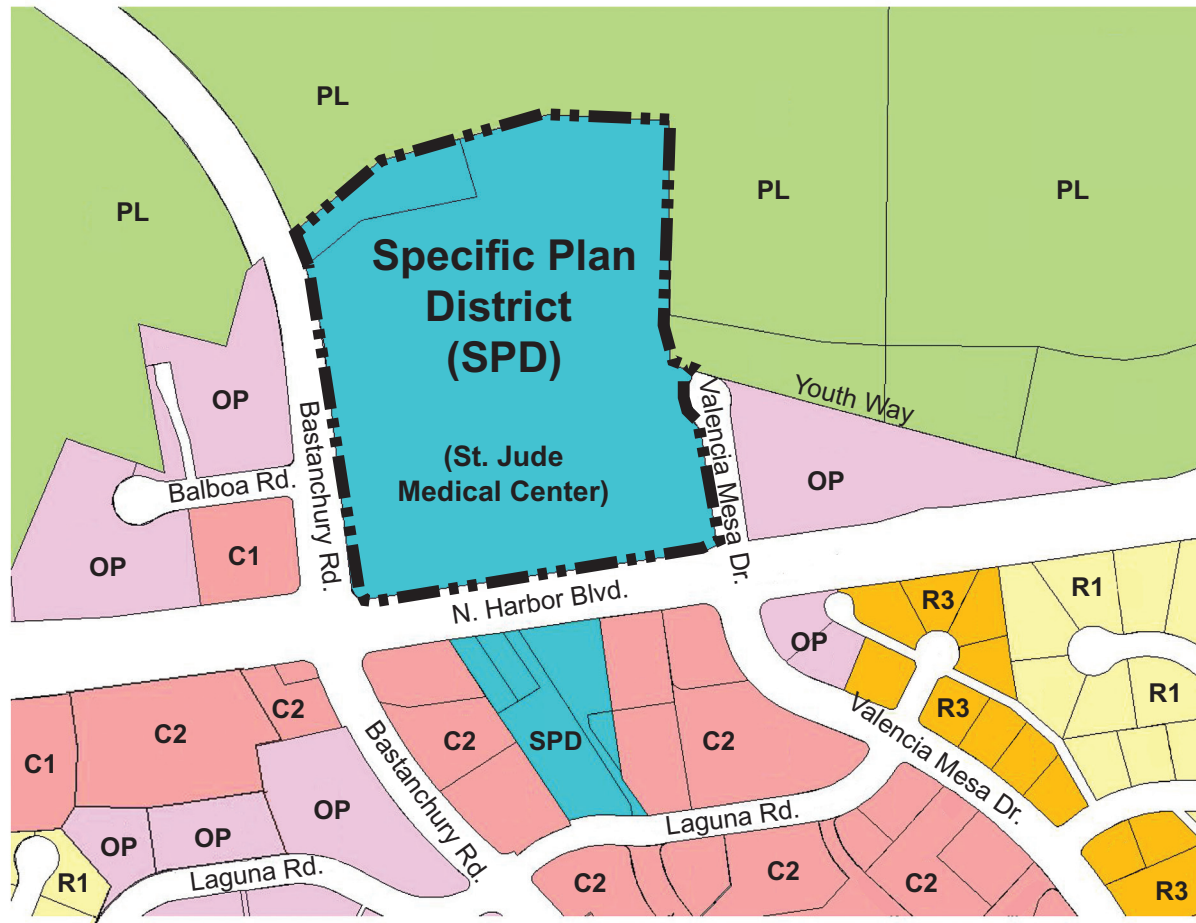 PL
PL
PL
PL
Specific Plan
District
(SPD)
(St. Jude
Medical Center)
Youth Way
OP
Bastanchury Rd.
Valencia Mesa Dr.
Balboa Rd.
OP
OP
C1
N. Harbor Blvd.
R3
R1
OP
R1
R3
C2
C2
C2
SPD
C2
Valencia Mesa Dr.
C1
Bastanchury Rd.
OP
Laguna Rd.
OP
OP
R1
Laguna Rd.
C2
C2
C2
R3